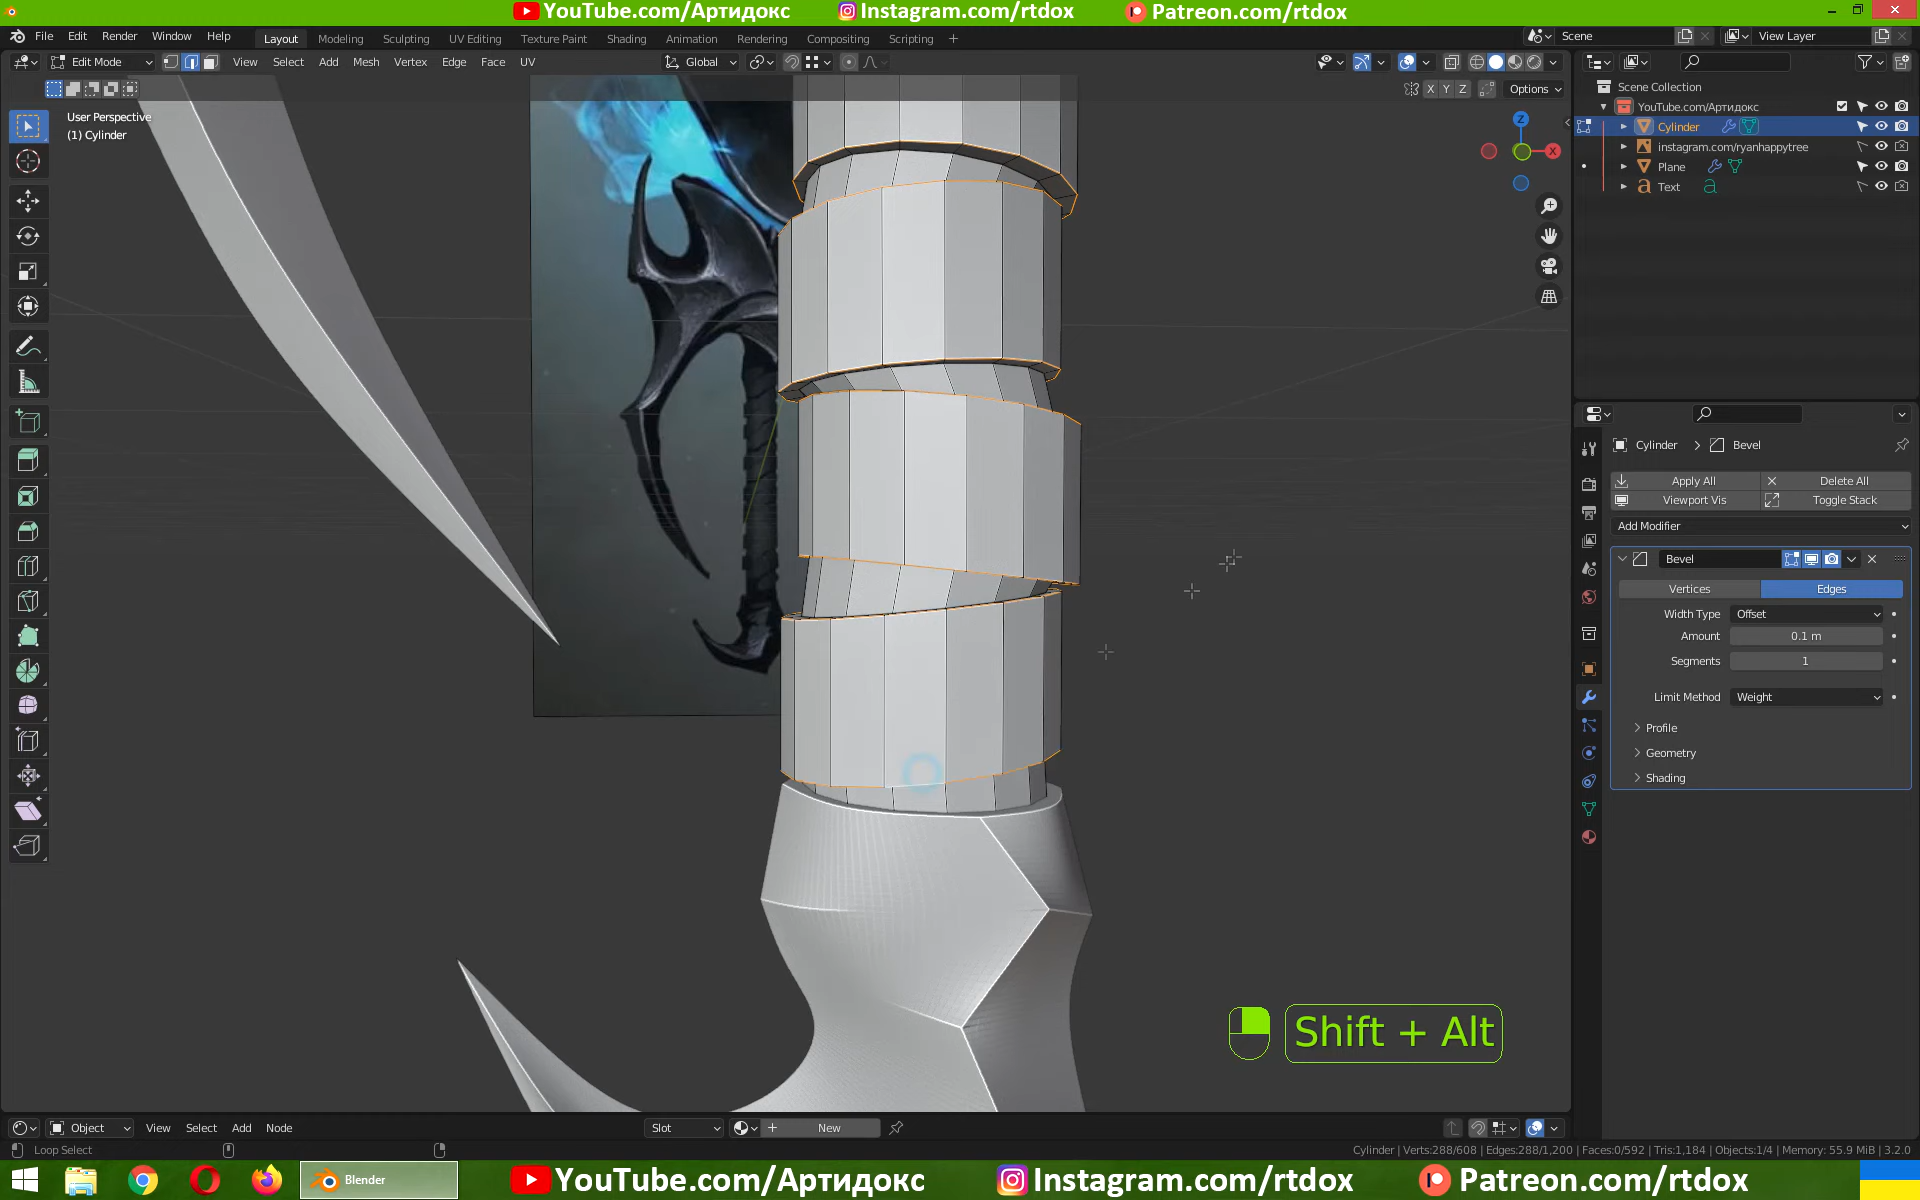 YouTube.com/Артидокс Instagram.com/rtdox Patreon.com/rtdox
File Edit Render Window Help Layout Modeling Sculpting UV Editing Texture Paint Shading Animation Rendering Compositing Scripting + Scene View Layer
Edit Mode View Select Add Mesh Vertex Edge Face UV Global
X Y Z Options
User Perspective
(1) Cylinder
Z
X
Scene Collection
YouTube.com/Артидокс
Cylinder
instagram.com/ryanhappytree
Plane
Text
Cylinder > Bevel
Apply All Delete All
Viewport Vis Toggle Stack
Add Modifier
Bevel
Vertices Edges
Width Type Offset
Amount 0.1 m
Segments 1
Limit Method Weight
Profile
Geometry
Shading
Shift + Alt
Object View Select Add Node Slot New
Loop Select Cylinder | Verts:288/608 | Edges:288/1,200 | Faces:0/592 | Tris:1,184 | Objects:1/4 | Memory: 55.9 MiB | 3.2.0
Blender YouTube.com/Артидокс Instagram.com/rtdox Patreon.com/rtdox